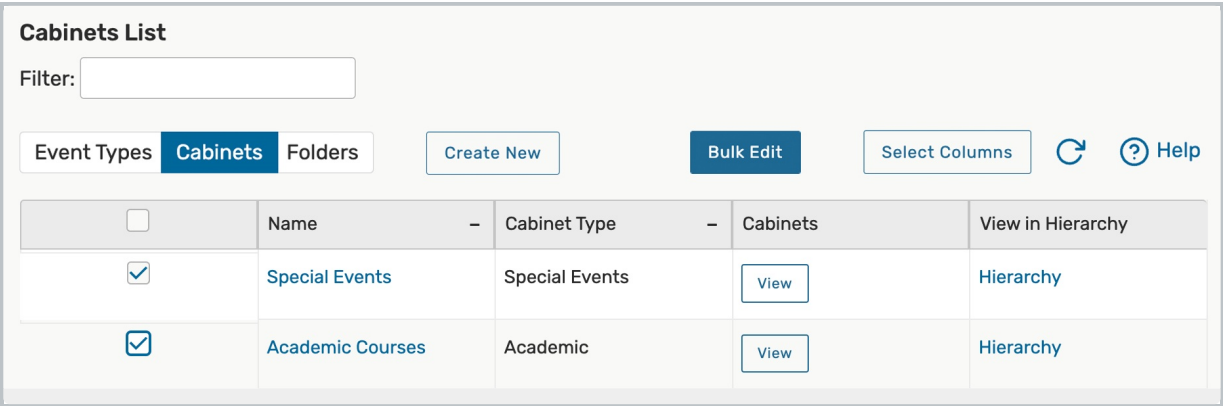 Cabinets List
Filter:
Event Types Cabinets Folders Create New Bulk Edit Select Columns Help
Name – Cabinet Type – Cabinets View in Hierarchy
Special Events Special Events View Hierarchy
Academic Courses Academic View Hierarchy